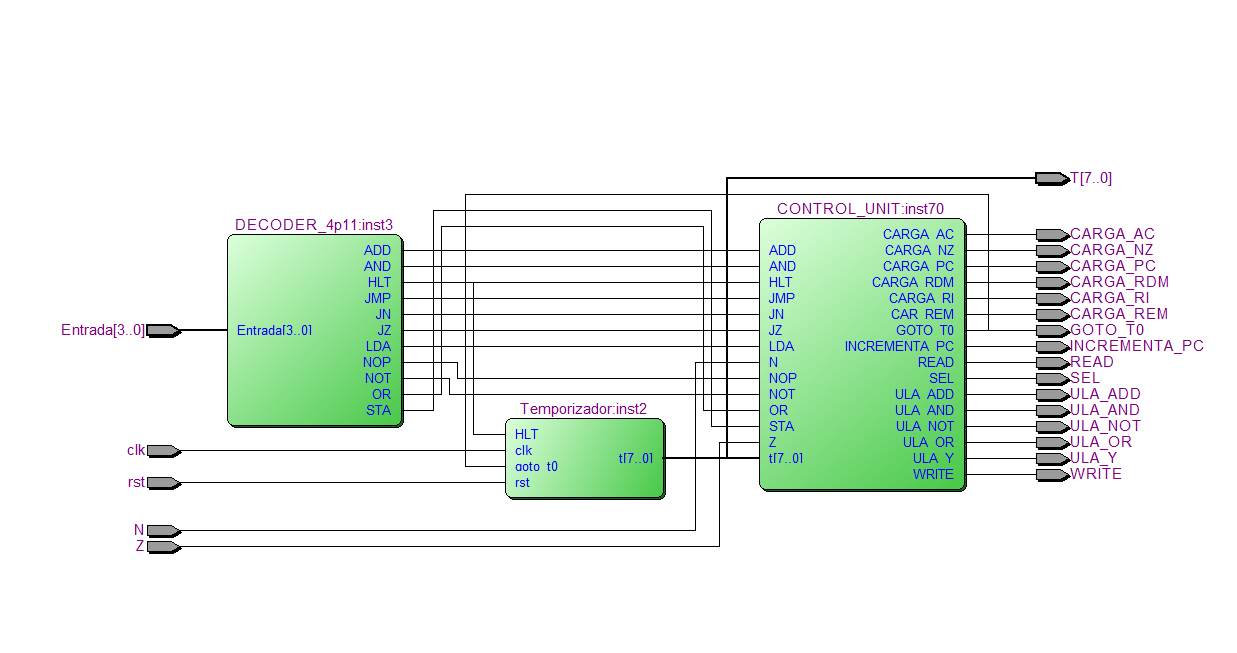 DECODER_4p11:inst3
Entrada[3..0]
Entrada[3..0]
ADD
AND
HLT
JMP
JN
JZ
LDA
NOP
NOT
OR
STA
clk
rst
N
Z
Temporizador:inst2
HLT
clk
goto_t0
rst
t[7..0]
CONTROL_UNIT:inst70
ADD
AND
HLT
JMP
JN
JZ
LDA
N
NOP
NOT
OR
STA
Z
t[7..0]
CARGA_AC
CARGA_NZ
CARGA_PC
CARGA_RDM
CARGA_RI
CAR_REM
GOTO_T0
INCREMENTA_PC
READ
SEL
ULA_ADD
ULA_AND
ULA_NOT
ULA_OR
ULA_Y
WRITE
T[7..0]
CARGA_AC
CARGA_NZ
CARGA_PC
CARGA_RDM
CARGA_RI
CARGA_REM
GOTO_T0
INCREMENTA_PC
READ
SEL
ULA_ADD
ULA_AND
ULA_NOT
ULA_OR
ULA_Y
WRITE